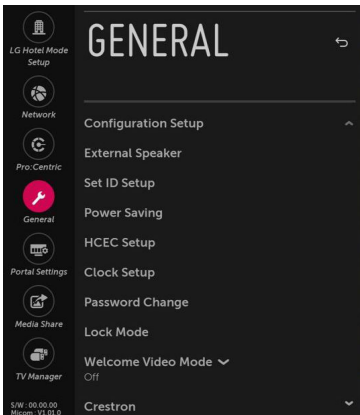 LG Hotel Mode
Setup
Network
Pro:Centric
General
Portal Settings
Media Share
TV Manager
S/W : 00.00.00
Micom : V1.01.0
GENERAL
Configuration Setup
External Speaker
Set ID Setup
Power Saving
HCEC Setup
Clock Setup
Password Change
Lock Mode
Welcome Video Mode
Off
Crestron